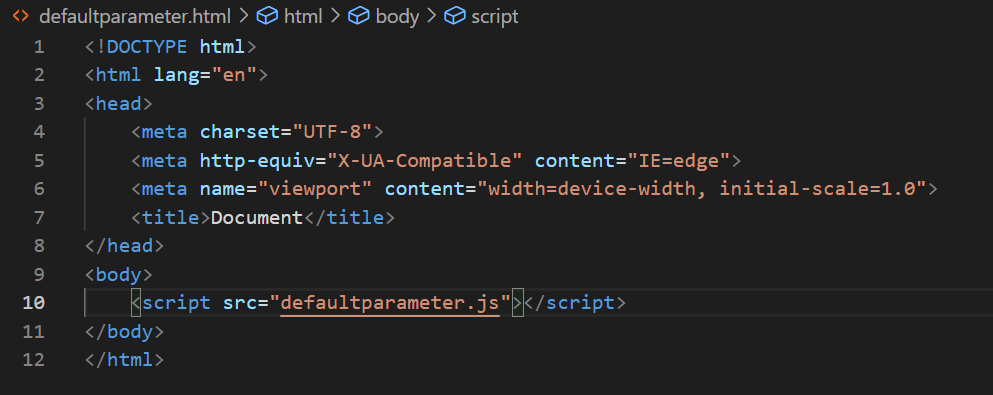 <> defaultparameter.html > html > body > script
1 <!DOCTYPE html>
2 <html lang="en">
3 <head>
4     <meta charset="UTF-8">
5     <meta http-equiv="X-UA-Compatible" content="IE=edge">
6     <meta name="viewport" content="width=device-width, initial-scale=1.0">
7     <title>Document</title>
8 </head>
9 <body>
10     <script src="defaultparameter.js"></script>
11 </body>
12 </html>